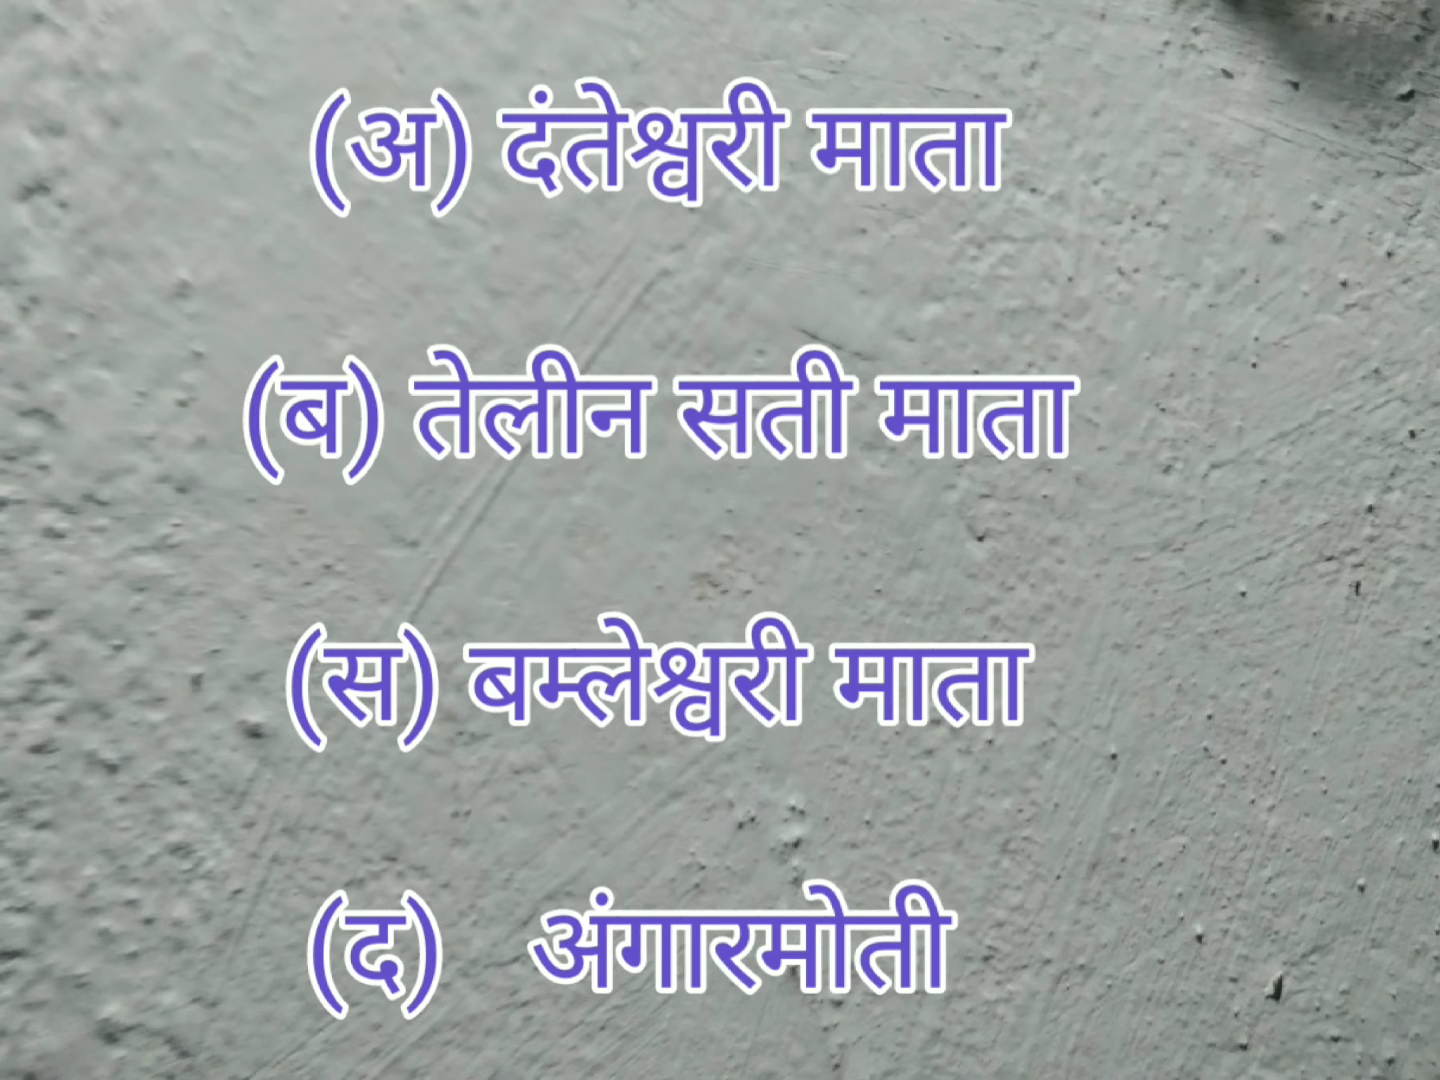 (अ) दंतेश्वरी माता
(ब) तेलीन सती माता
(स) बम्लेश्वरी माता
(द) अंगारमोती